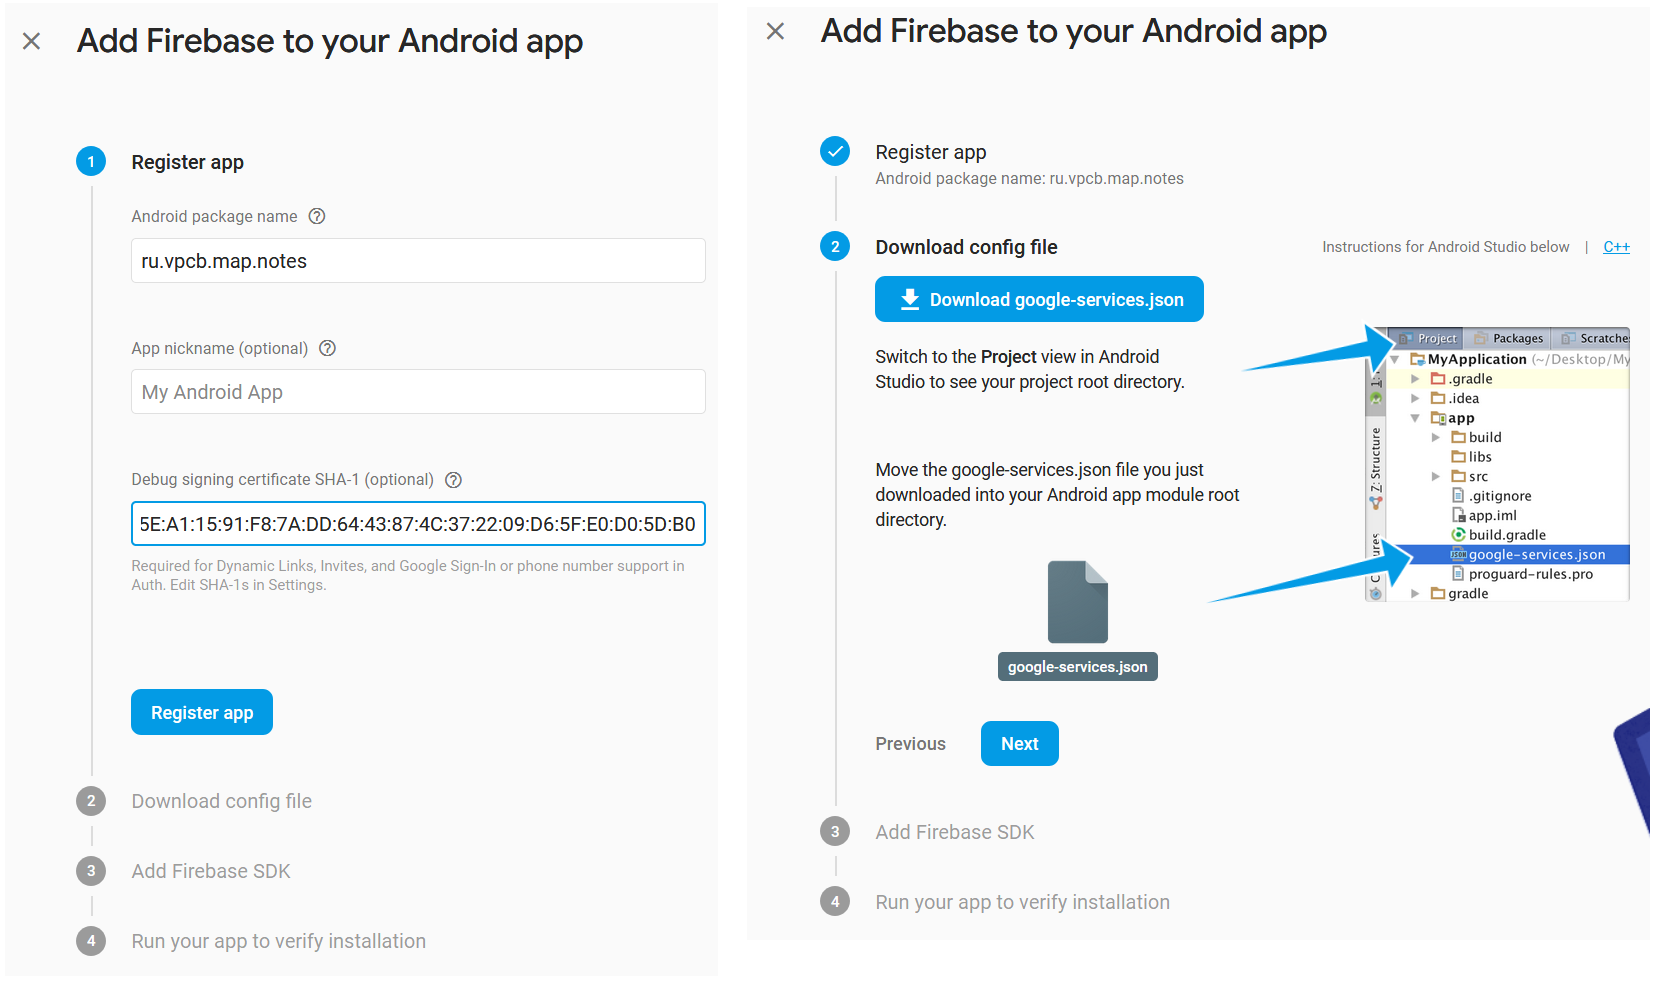 Add Firebase to your Android app
1 Register app
Android package name
ru.vpcb.map.notes
App nickname (optional)
My Android App
Debug signing certificate SHA-1 (optional)
5E:A1:15:91:F8:7A:DD:64:43:87:4C:37:22:09:D6:5F:E0:D0:5D:B0
Required for Dynamic Links, Invites, and Google Sign-In or phone number support in
Auth. Edit SHA-1s in Settings.
Register app
2 Download config file
3 Add Firebase SDK
4 Run your app to verify installation
Add Firebase to your Android app
Register app
Android package name: ru.vpcb.map.notes
2 Download config file
Instructions for Android Studio below | C++
Download google-services.json
Switch to the Project view in Android
Studio to see your project root directory.
Move the google-services.json file you just
downloaded into your Android app module root
directory.
google-services.json
Project Packages Scratche
MyApplication (~/Desktop/My
.gradle
.idea
app
build
libs
src
.gitignore
app.iml
build.gradle
google-services.json
proguard-rules.pro
gradle
Z: Structure
Previous
Next
3 Add Firebase SDK
4 Run your app to verify installation